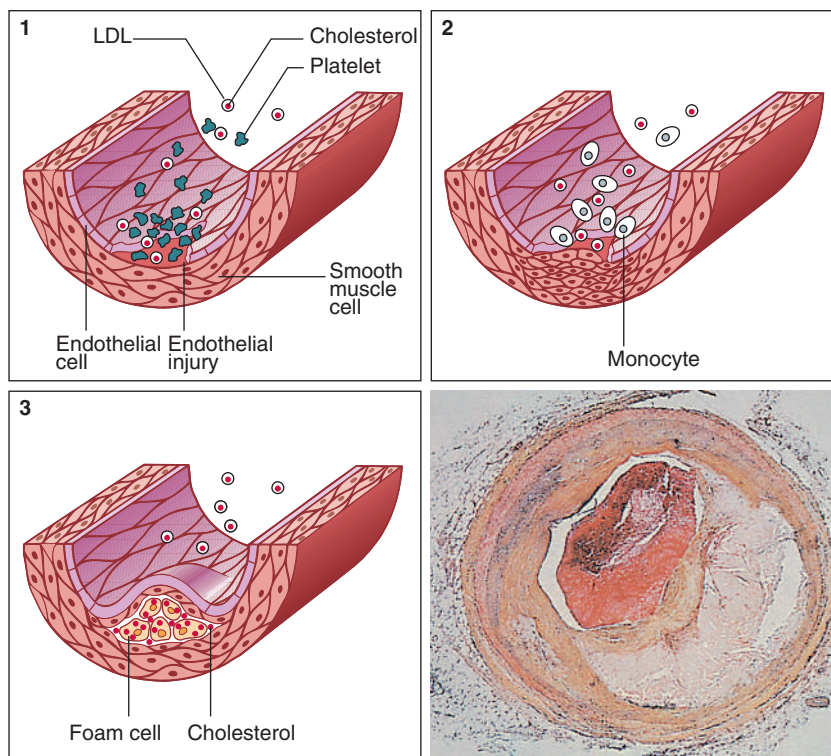 1
LDL
Cholesterol
Platelet
Smooth
muscle
cell
Endothelial
cell
Endothelial
injury
2
Monocyte
3
Foam cell
Cholesterol